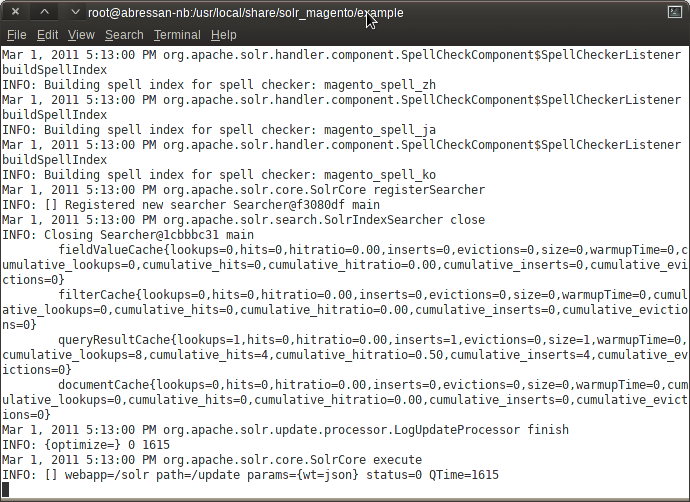 root@abressan-nb:/usr/local/share/solr_magento/example
File Edit View Search Terminal Help
Mar 1, 2011 5:13:00 PM org.apache.solr.handler.component.SpellCheckComponent$SpellCheckerListener
buildSpellIndex
INFO: Building spell index for spell checker: magento_spell_zh
Mar 1, 2011 5:13:00 PM org.apache.solr.handler.component.SpellCheckComponent$SpellCheckerListener
buildSpellIndex
INFO: Building spell index for spell checker: magento_spell_ja
Mar 1, 2011 5:13:00 PM org.apache.solr.handler.component.SpellCheckComponent$SpellCheckerListener
buildSpellIndex
INFO: Building spell index for spell checker: magento_spell_ko
Mar 1, 2011 5:13:00 PM org.apache.solr.core.SolrCore registerSearcher
INFO: [] Registered new searcher Searcher@f3080df main
Mar 1, 2011 5:13:00 PM org.apache.solr.search.SolrIndexSearcher close
INFO: Closing Searcher@1cbbbc31 main
fieldValueCache{lookups=0,hits=0,hitratio=0.00,inserts=0,evictions=0,size=0,warmupTime=0,c
umulative_lookups=0,cumulative_hits=0,cumulative_hitratio=0.00,cumulative_inserts=0,cumulative_evi
ctions=0}
filterCache{lookups=0,hits=0,hitratio=0.00,inserts=0,evictions=0,size=0,warmupTime=0,cumul
ative_lookups=0,cumulative_hits=0,cumulative_hitratio=0.00,cumulative_inserts=0,cumulative_evictio
ns=0}
queryResultCache{lookups=1,hits=0,hitratio=0.00,inserts=1,evictions=0,size=1,warmupTime=0,
cumulative_lookups=8,cumulative_hits=4,cumulative_hitratio=0.50,cumulative_inserts=4,cumulative_ev
ictions=0}
documentCache{lookups=0,hits=0,hitratio=0.00,inserts=0,evictions=0,size=0,warmupTime=0,cum
ulative_lookups=0,cumulative_hits=0,cumulative_hitratio=0.00,cumulative_inserts=0,cumulative_evict
ions=0}
Mar 1, 2011 5:13:00 PM org.apache.solr.update.processor.LogUpdateProcessor finish
INFO: {optimize=} 0 1615
Mar 1, 2011 5:13:00 PM org.apache.solr.core.SolrCore execute
INFO: [] webapp=/solr path=/update params={wt=json} status=0 QTime=1615